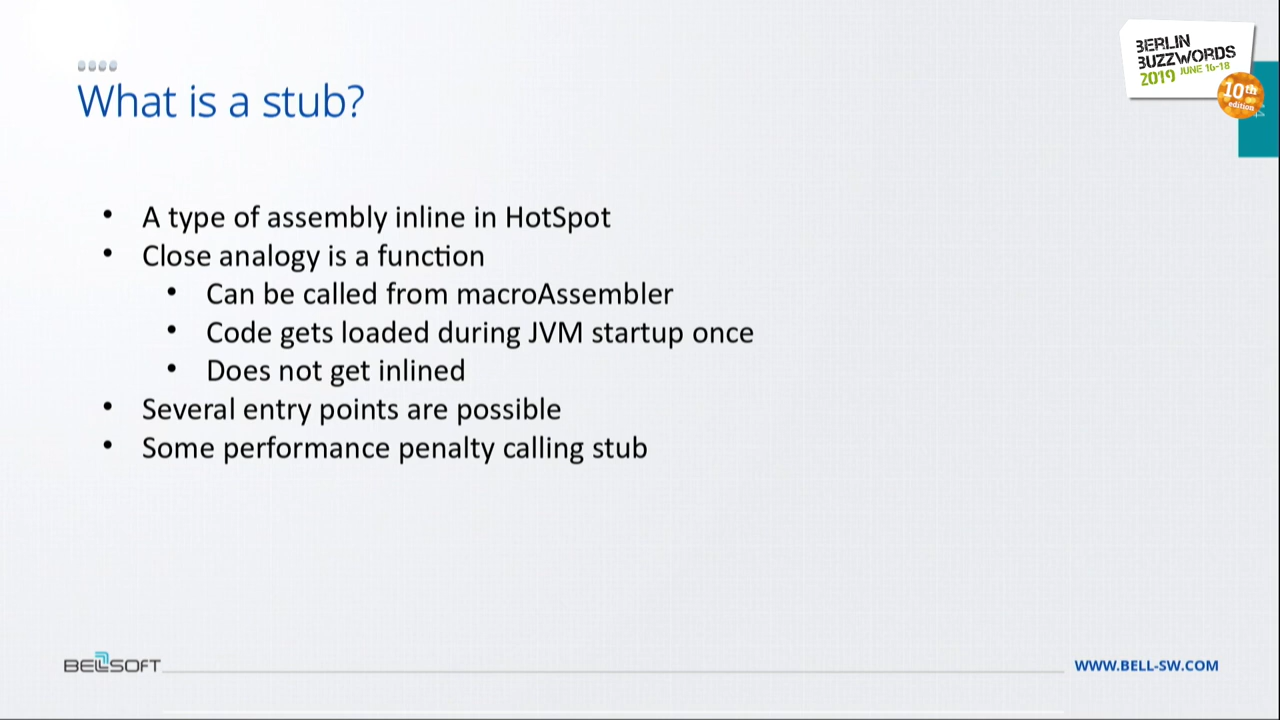 BERLIN
BUZZWORDS
2019 JUNE 16-18
10th
edition
What is a stub?
• A type of assembly inline in HotSpot
• Close analogy is a function
• Can be called from macroAssembler
• Code gets loaded during JVM startup once
• Does not get inlined
• Several entry points are possible
• Some performance penalty calling stub
BELLSOFT
WWW.BELL-SW.COM